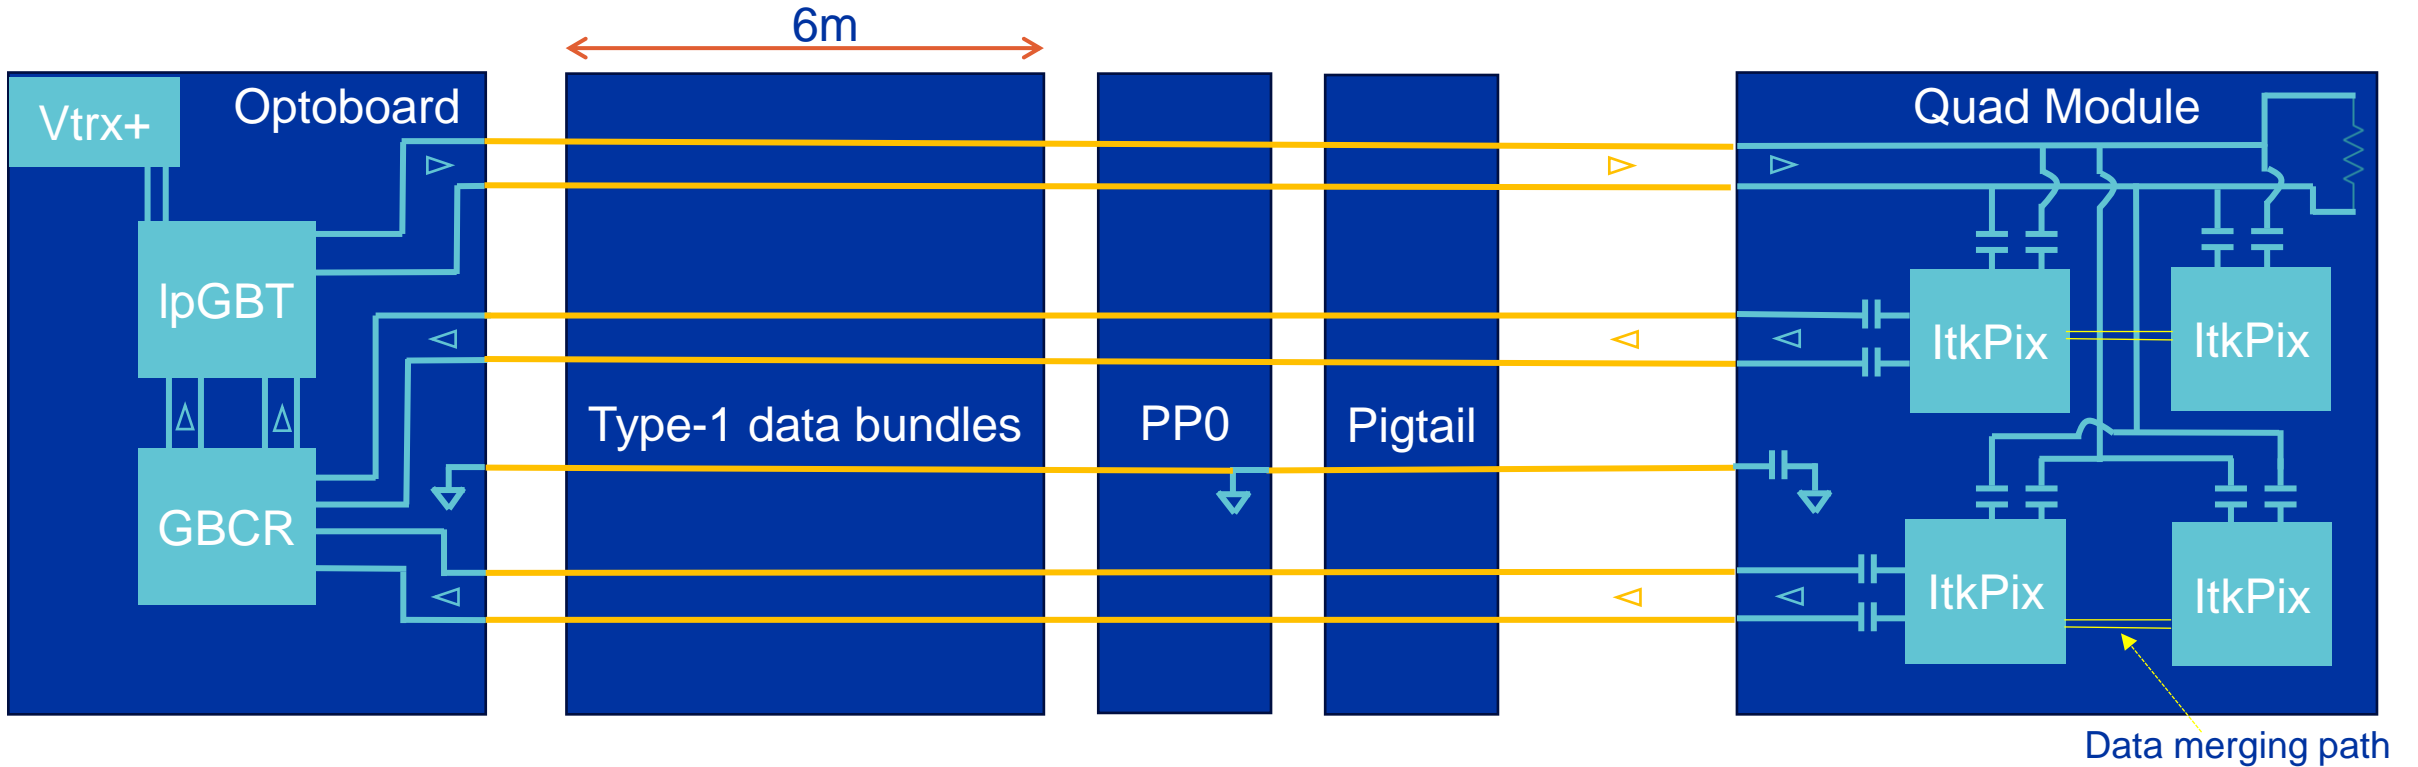 6m
Vtrx+
Optoboard
Quad Module
lpGBT
ItkPix
ItkPix
Type-1 data bundles
PP0
Pigtail
GBCR
ItkPix
ItkPix
Data merging path